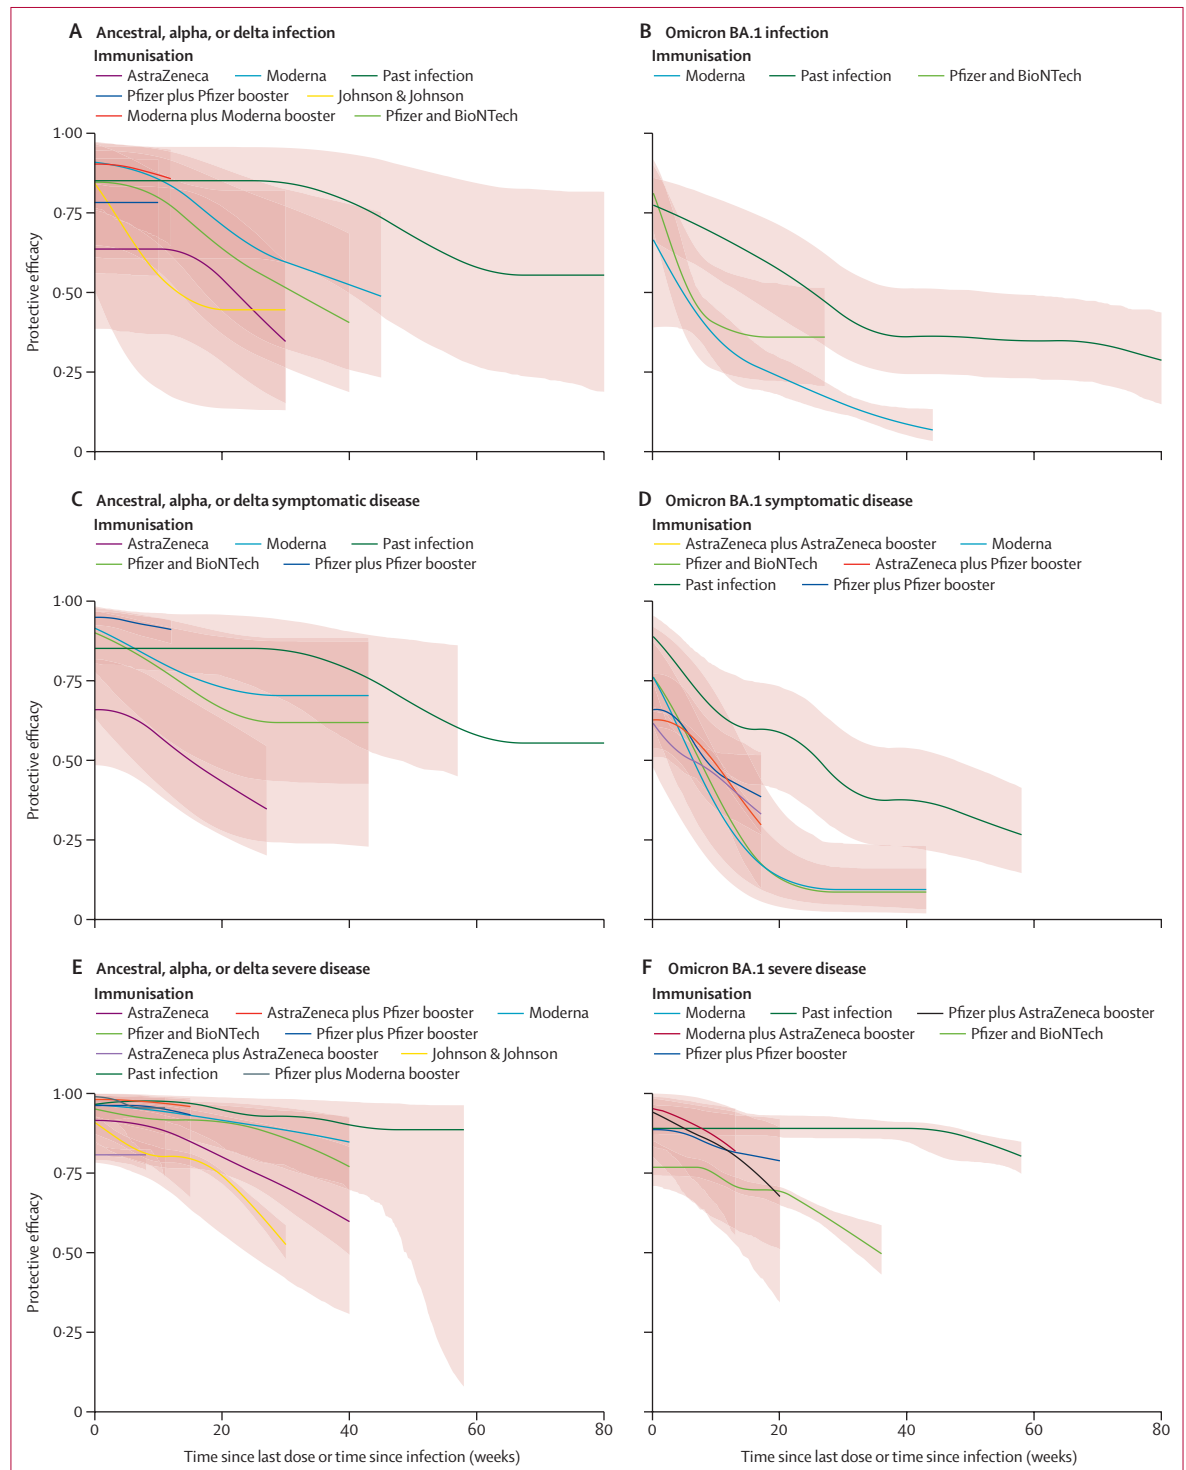 A Ancestral, alpha, or delta infection
Immunisation
AstraZeneca Moderna Past infection
Pfizer plus Pfizer booster Johnson & Johnson
Moderna plus Moderna booster Pfizer and BioNTech
1·00
0·75
0·50
0·25
0
Protective efficacy
B Omicron BA.1 infection
Immunisation
Moderna Past infection Pfizer and BioNTech
C Ancestral, alpha, or delta symptomatic disease
Immunisation
AstraZeneca Moderna Past infection
Pfizer and BioNTech Pfizer plus Pfizer booster
1·00
0·75
0·50
0·25
0
Protective efficacy
D Omicron BA.1 symptomatic disease
Immunisation
AstraZeneca plus AstraZeneca booster Moderna
Pfizer and BioNTech AstraZeneca plus Pfizer booster
Past infection Pfizer plus Pfizer booster
E Ancestral, alpha, or delta severe disease
Immunisation
AstraZeneca AstraZeneca plus Pfizer booster Moderna
Pfizer and BioNTech Pfizer plus Pfizer booster
AstraZeneca plus AstraZeneca booster Johnson & Johnson
Past infection Pfizer plus Moderna booster
1·00
0·75
0·50
0·25
0
Protective efficacy
0 20 40 60 80
Time since last dose or time since infection (weeks)
F Omicron BA.1 severe disease
Immunisation
Moderna Past infection Pfizer plus AstraZeneca booster
Moderna plus AstraZeneca booster Pfizer and BioNTech
Pfizer plus Pfizer booster
0 20 40 60 80
Time since last dose or time since infection (weeks)